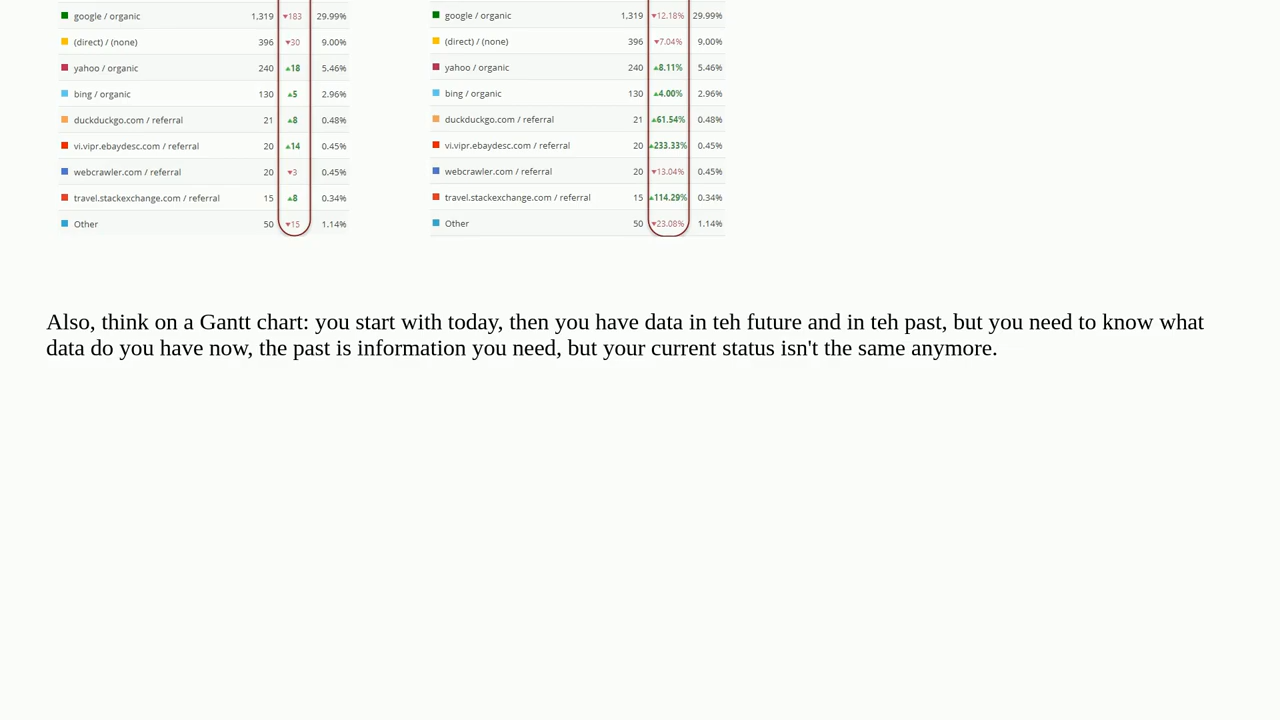 google / organic 1,319 ▾183 29.99%
(direct) / (none) 396 ▾30 9.00%
yahoo / organic 240 ▴18 5.46%
bing / organic 130 ▴5 2.96%
duckduckgo.com / referral 21 ▴8 0.48%
vi.vipr.ebaydesc.com / referral 20 ▴14 0.45%
webcrawler.com / referral 20 ▾3 0.45%
travel.stackexchange.com / referral 15 ▴8 0.34%
Other 50 ▾15 1.14%
google / organic 1,319 ▾12.18% 29.99%
(direct) / (none) 396 ▾7.04% 9.00%
yahoo / organic 240 ▴8.11% 5.46%
bing / organic 130 ▴4.00% 2.96%
duckduckgo.com / referral 21 ▴61.54% 0.48%
vi.vipr.ebaydesc.com / referral 20 ▴233.33% 0.45%
webcrawler.com / referral 20 ▾13.04% 0.45%
travel.stackexchange.com / referral 15 ▴114.29% 0.34%
Other 50 ▾23.08% 1.14%
Also, think on a Gantt chart: you start with today, then you have data in teh future and in teh past, but you need to know what
data do you have now, the past is information you need, but your current status isn't the same anymore.